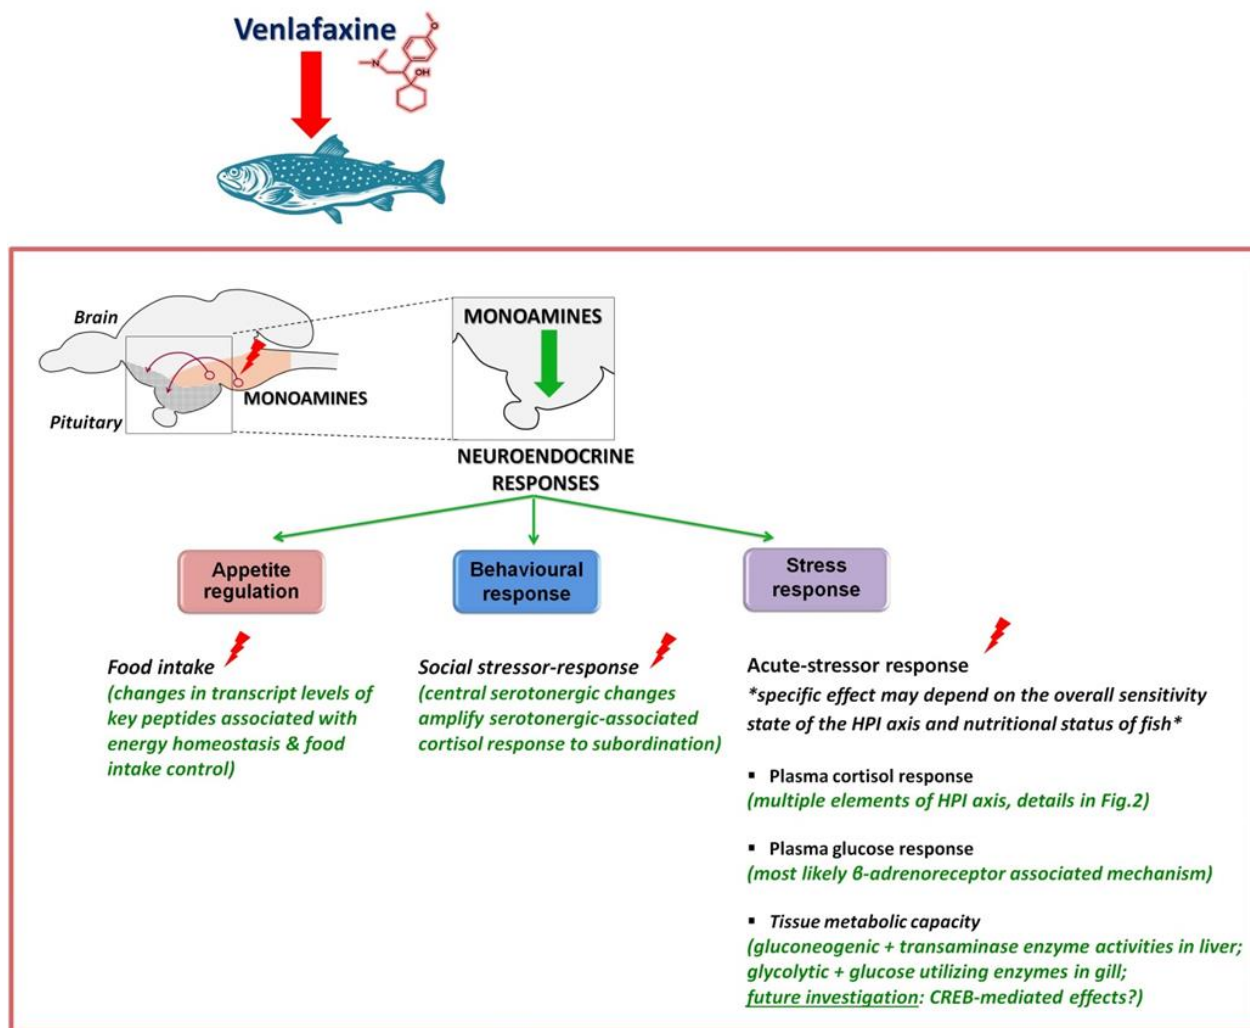 Venlafaxine
N
OH
O
Brain
MONOAMINES
Pituitary
MONOAMINES
NEUROENDOCRINE
RESPONSES
Appetite
regulation
Behavioural
response
Stress
response
Food intake
(changes in transcript levels of
key peptides associated with
energy homeostasis & food
intake control)
Social stressor-response
(central serotonergic changes
amplify serotonergic-associated
cortisol response to subordination)
Acute-stressor response
*specific effect may depend on the overall sensitivity
state of the HPI axis and nutritional status of fish*
▪ Plasma cortisol response
(multiple elements of HPI axis, details in Fig.2)
▪ Plasma glucose response
(most likely β-adrenoreceptor associated mechanism)
▪ Tissue metabolic capacity
(gluconeogenic + transaminase enzyme activities in liver;
glycolytic + glucose utilizing enzymes in gill;
future investigation: CREB-mediated effects?)